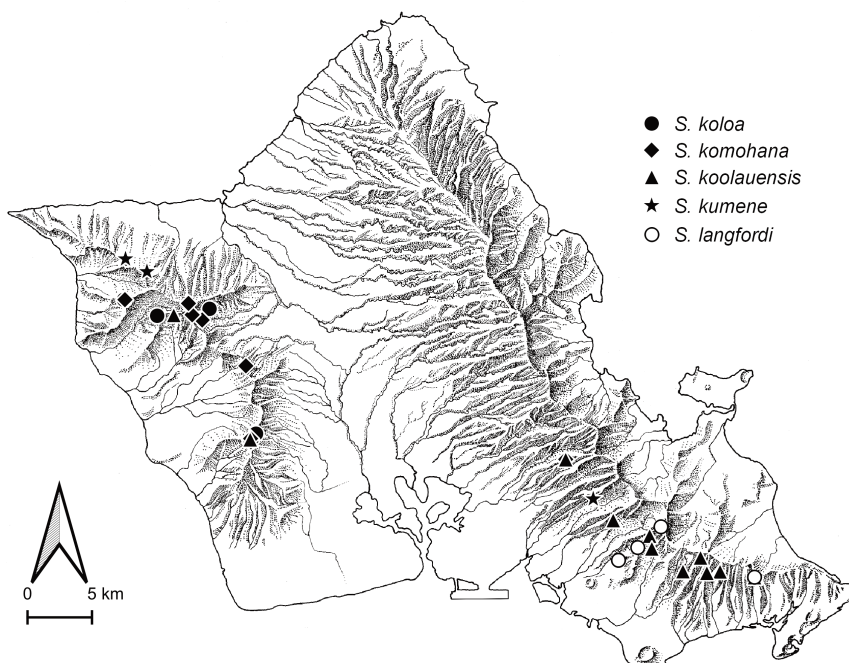 S. koloa
S. komohana
S. koolauensis
S. kumene
S. langfordi
0 5 km